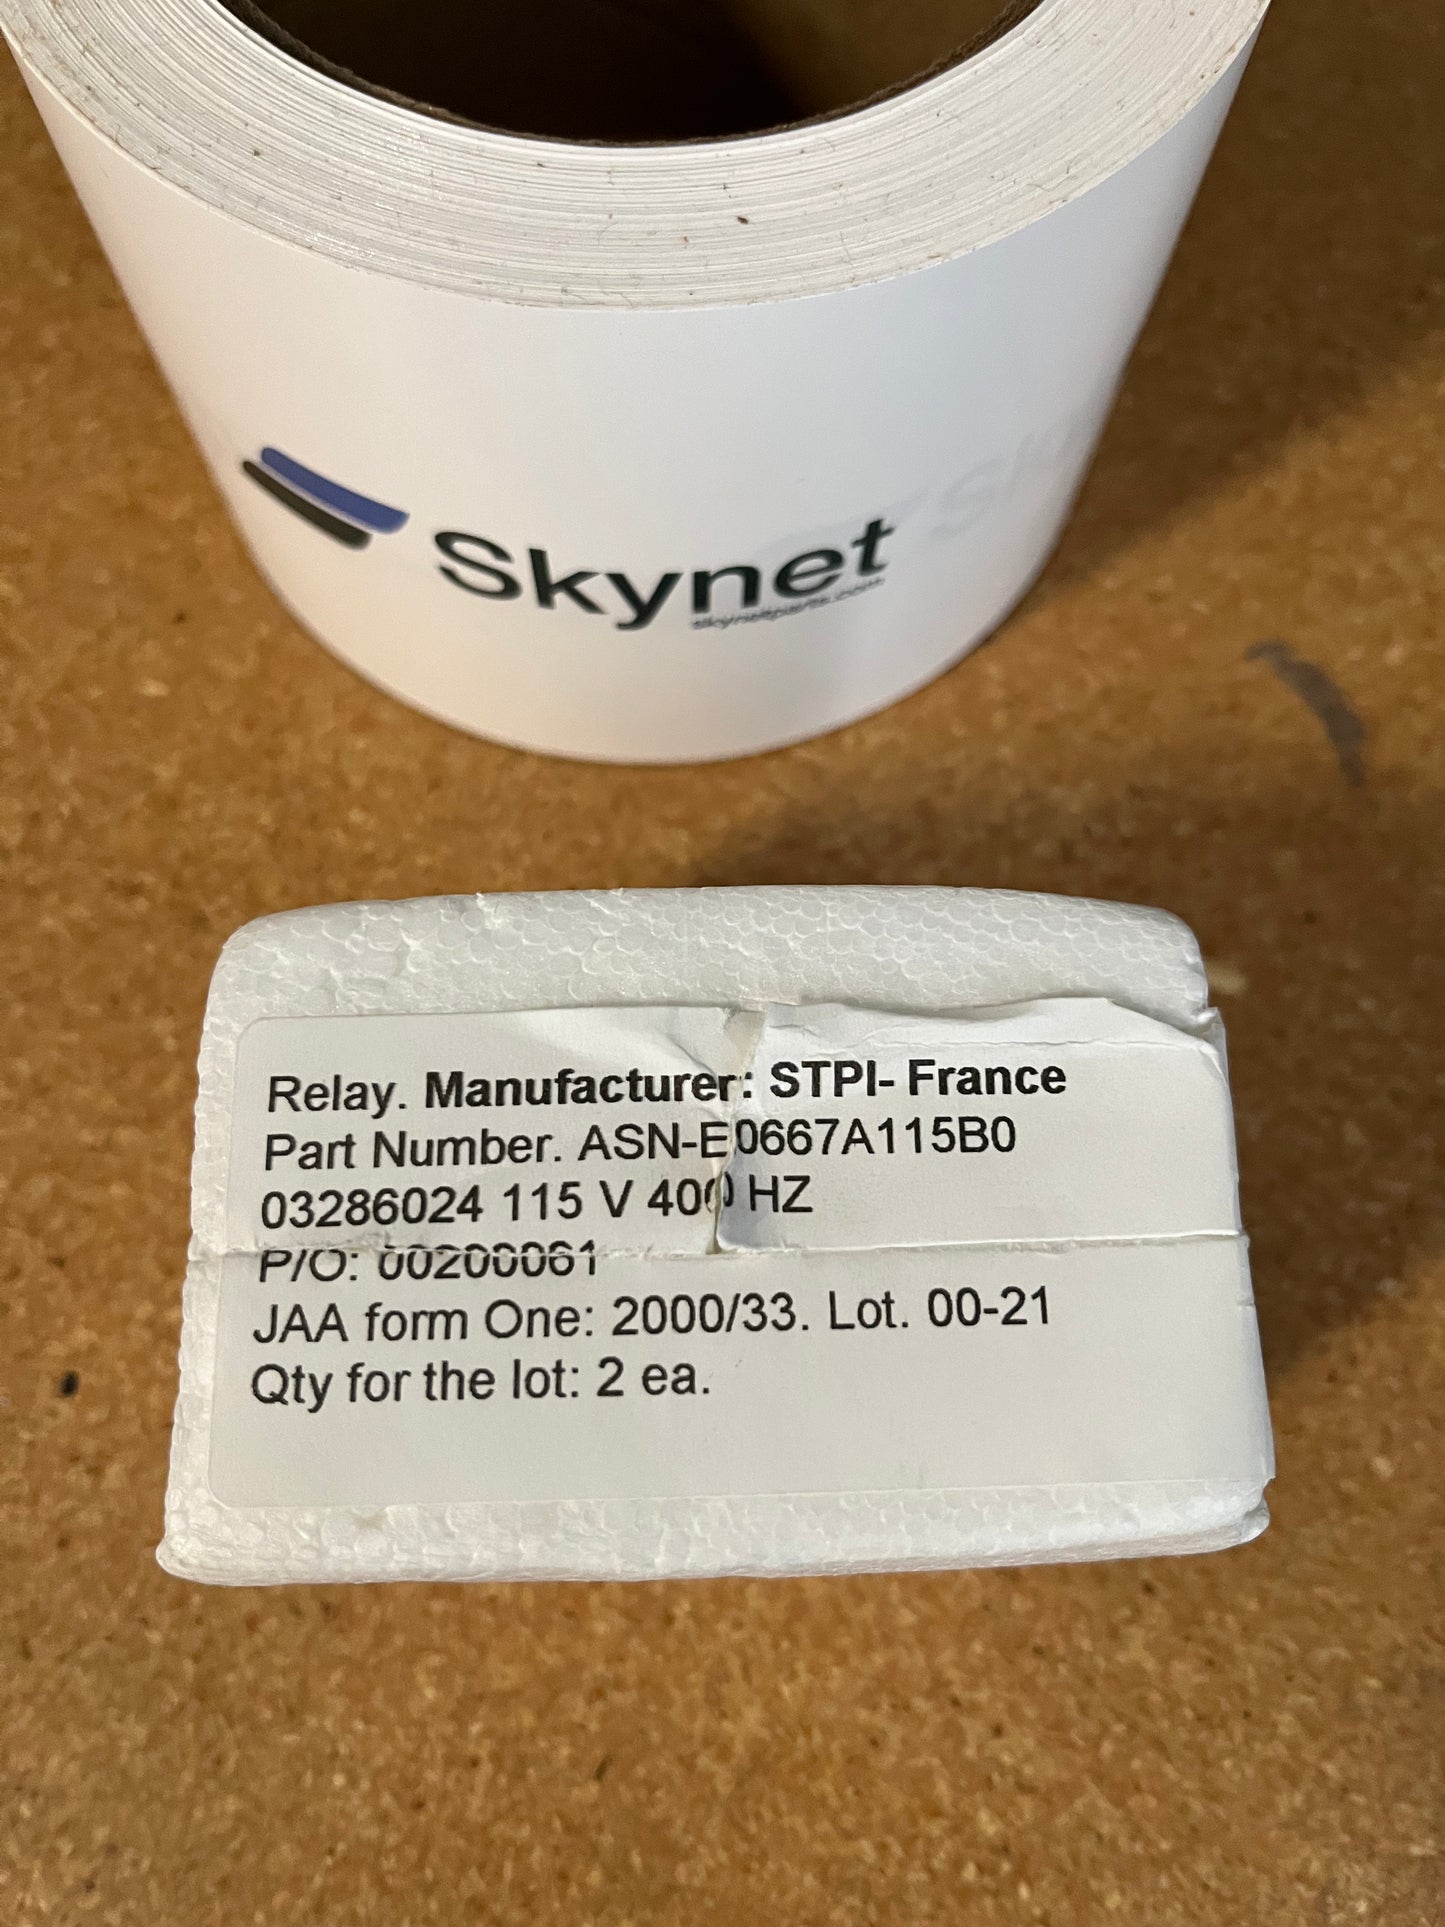 Skynet
skynetparts.com
Relay. Manufacturer: STPI- France
Part Number. ASN-E0667A115B0
03286024 115 V 400 HZ
P/O: 00200061
JAA form One: 2000/33. Lot. 00-21
Qty for the lot: 2 ea.